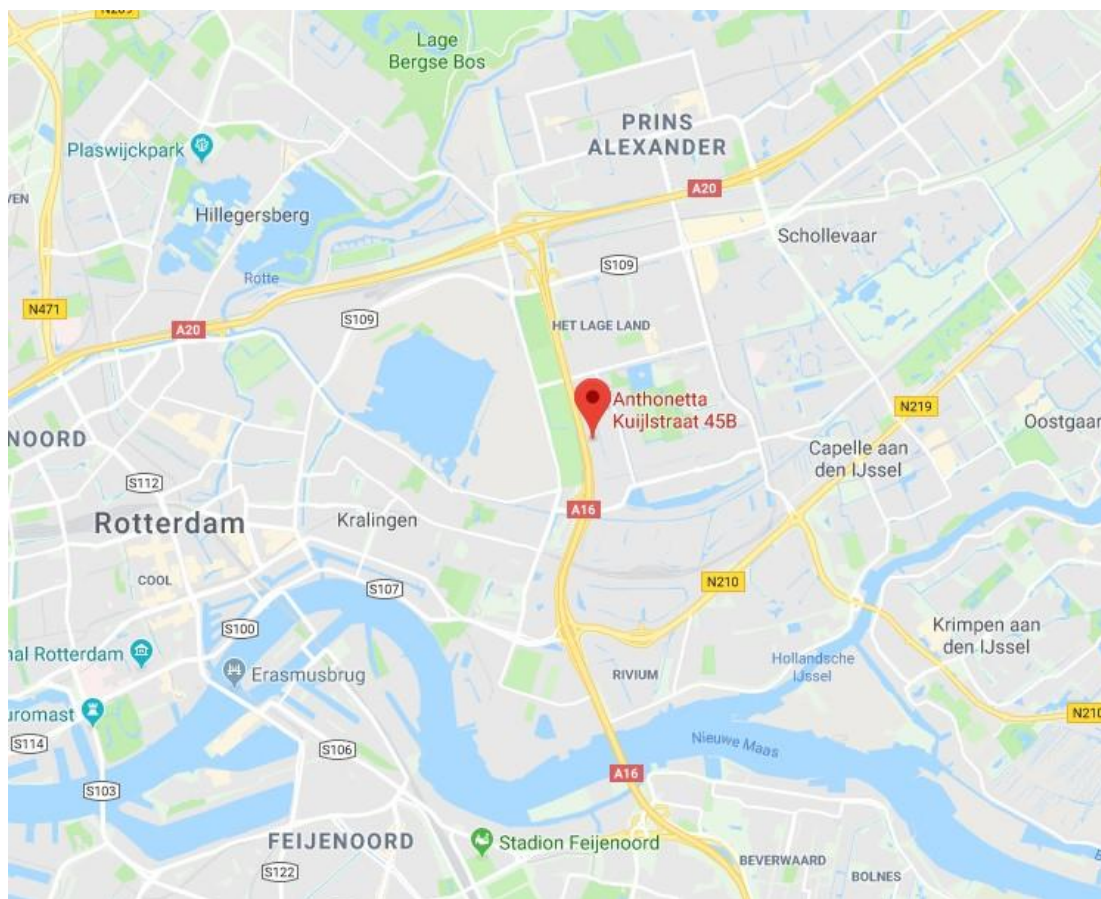 N209
Lage
Bergse Bos
PRINS
ALEXANDER
Plaswijckpark
A20
VEN
Hillegersberg
Schollevaar
S109
Rotte
N471
S109
A20
HET LAGE LAND
Anthonetta
Kuijlstraat 45B
N219
Oostgaar
NOORD
Capelle aan
den IJssel
S112
A16
Rotterdam
Kralingen
COOL
S107
N210
S100
Krimpen aan
den IJssel
nal Rotterdam
Erasmusbrug
RIVIUM
Hollandsche
IJssel
uromast
N210
S114
S106
Nieuwe Maas
A16
S103
FEIJENOORD
Stadion Feijenoord
BEVERWAARD
S122
BOLNES